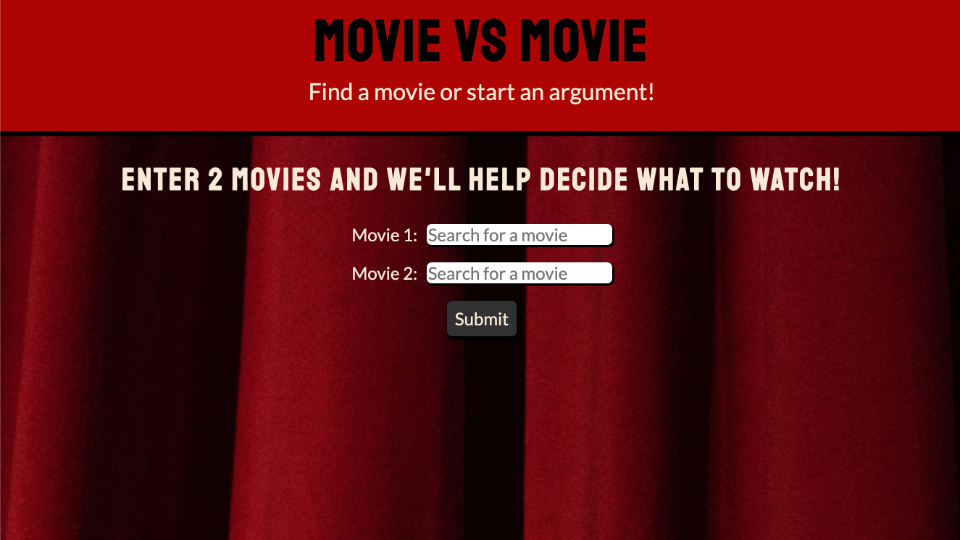 MOVIE VS MOVIE
Find a movie or start an argument!
ENTER 2 MOVIES AND WE'LL HELP DECIDE WHAT TO WATCH!
Movie 1: Search for a movie
Movie 2: Search for a movie
Submit